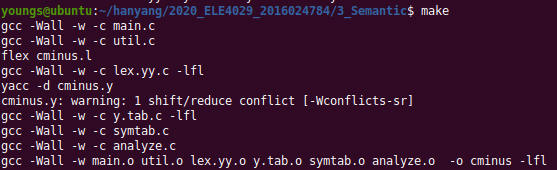 youngs@ubuntu:~/hanyang/2020_ELE4029_2016024784/3_Semantic$ make
gcc -Wall -w -c main.c
gcc -Wall -w -c util.c
flex cminus.l
gcc -Wall -w -c lex.yy.c -lfl
yacc -d cminus.y
cminus.y: warning: 1 shift/reduce conflict [-Wconflicts-sr]
gcc -Wall -w -c y.tab.c -lfl
gcc -Wall -w -c symtab.c
gcc -Wall -w -c analyze.c
gcc -Wall -w main.o util.o lex.yy.o y.tab.o symtab.o analyze.o  -o cminus -lfl